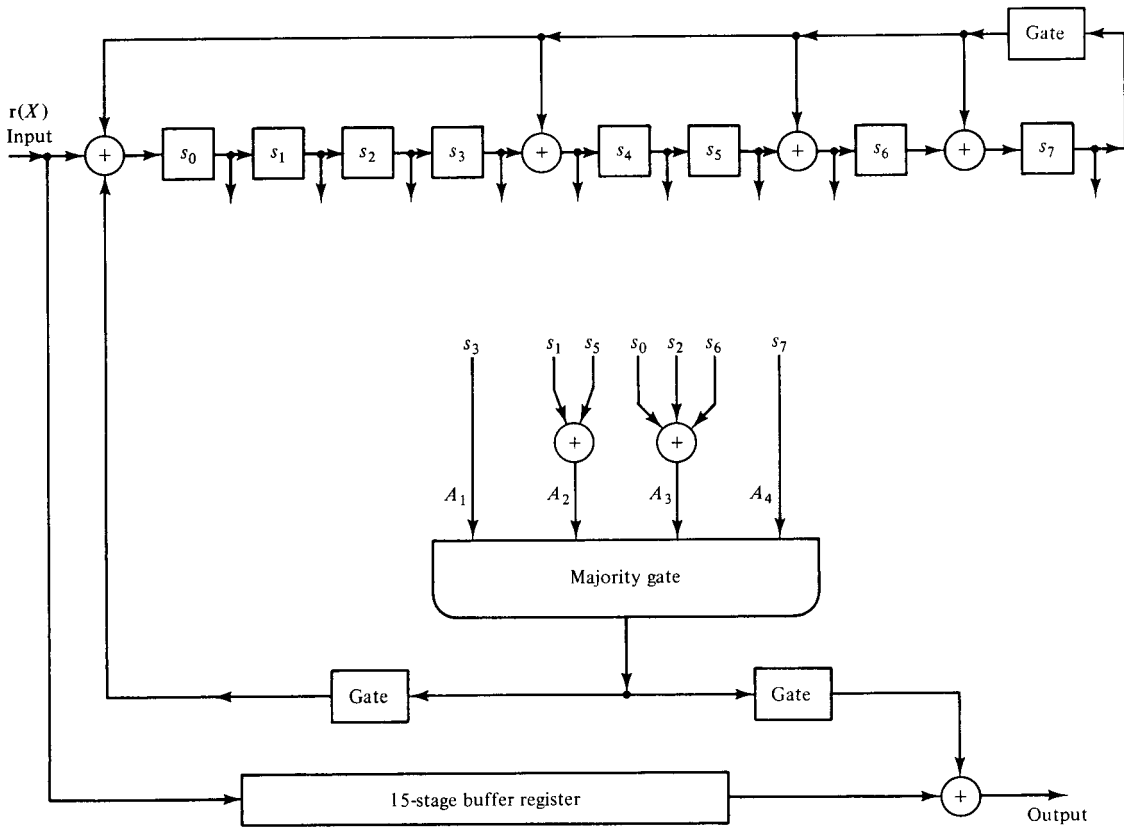 Gate
r(X)
Input
+ s₀ s₁ s₂ s₃ + s₄ s₅ + s₆ + s₇
s₃ s₁ s₅ s₀ s₂ s₆ s₇
+ +
A₁ A₂ A₃ A₄
Majority gate
Gate Gate
15-stage buffer register +
Output